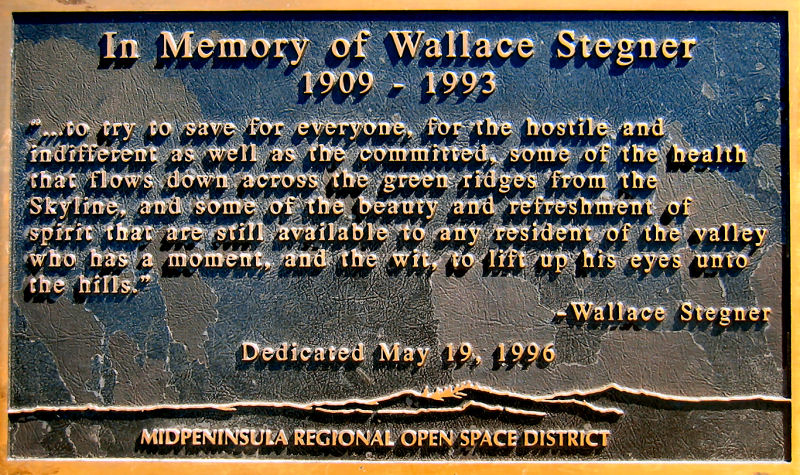 In Memory of Wallace Stegner
1909 - 1993
"...to try to save for everyone, for the hostile and
indifferent as well as the committed, some of the health
that flows down across the green ridges from the
Skyline, and some of the beauty and refreshment of
spirit that are still available to any resident of the valley
who has a moment, and the wit, to lift up his eyes unto
the hills."
-Wallace Stegner
Dedicated May 19, 1996
MIDPENINSULA REGIONAL OPEN SPACE DISTRICT